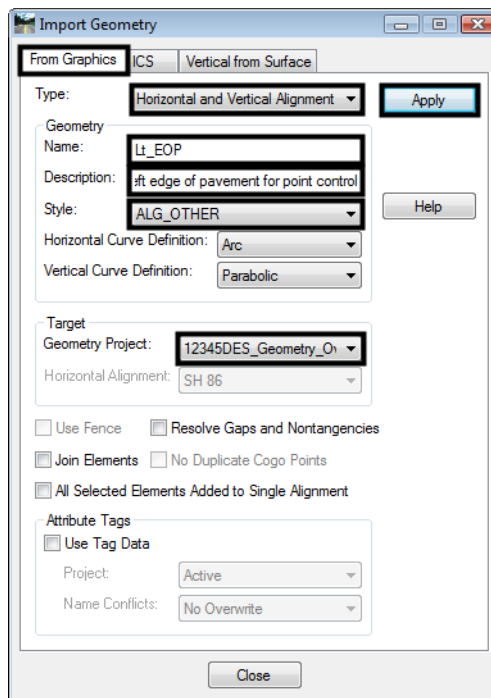 Import Geometry
From Graphics ICS Vertical from Surface
Type: Horizontal and Vertical Alignment Apply
Geometry
Name: Lt_EOP
Description: eft edge of pavement for point control
Style: ALG_OTHER Help
Horizontal Curve Definition: Arc
Vertical Curve Definition: Parabolic
Target
Geometry Project: 12345DES_Geometry_Ov
Horizontal Alignment: SH 86
Use Fence Resolve Gaps and Nontangencies
Join Elements No Duplicate Cogo Points
All Selected Elements Added to Single Alignment
Attribute Tags
Use Tag Data
Project: Active
Name Conflicts: No Overwrite
Close